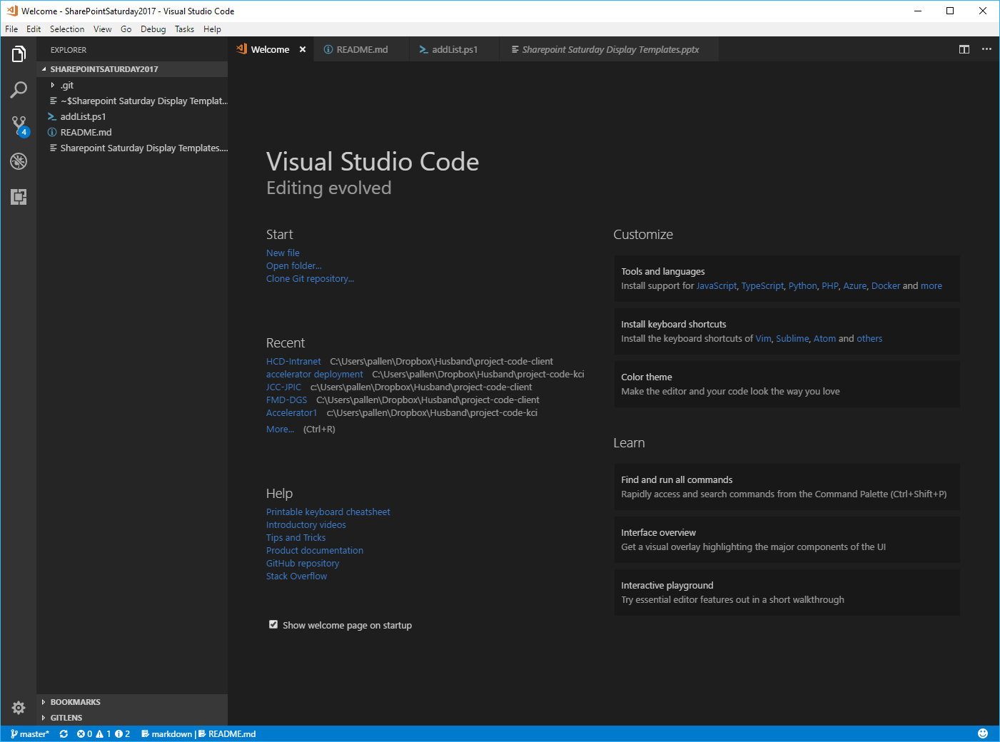 Welcome - SharePointSaturday2017 - Visual Studio Code
File Edit Selection View Go Debug Tasks Help
EXPLORER
SHAREPOINTSATURDAY2017
.git
~$Sharepoint Saturday Display Templat...
addList.ps1
README.md
Sharepoint Saturday Display Templates....
4
BOOKMARKS
GITLENS
Welcome README.md addList.ps1 Sharepoint Saturday Display Templates.pptx
Visual Studio Code
Editing evolved
Start
New file
Open folder...
Clone Git repository...
Recent
HCD-Intranet C:\Users\pallen\Dropbox\Husband\project-code-client
accelerator deployment C:\Users\pallen\Dropbox\Husband\project-code-kci
JCC-JPIC c:\Users\pallen\Dropbox\Husband\project-code-client
FMD-DGS C:\Users\pallen\Dropbox\Husband\project-code-client
Accelerator1 c:\Users\pallen\Dropbox\Husband\project-code-kci
More... (Ctrl+R)
Help
Printable keyboard cheatsheet
Introductory videos
Tips and Tricks
Product documentation
GitHub repository
Stack Overflow
Show welcome page on startup
Customize
Tools and languages
Install support for JavaScript, TypeScript, Python, PHP, Azure, Docker and more
Install keyboard shortcuts
Install the keyboard shortcuts of Vim, Sublime, Atom and others
Color theme
Make the editor and your code look the way you love
Learn
Find and run all commands
Rapidly access and search commands from the Command Palette (Ctrl+Shift+P)
Interface overview
Get a visual overlay highlighting the major components of the UI
Interactive playground
Try essential editor features out in a short walkthrough
master* 0 1 2 markdown | README.md